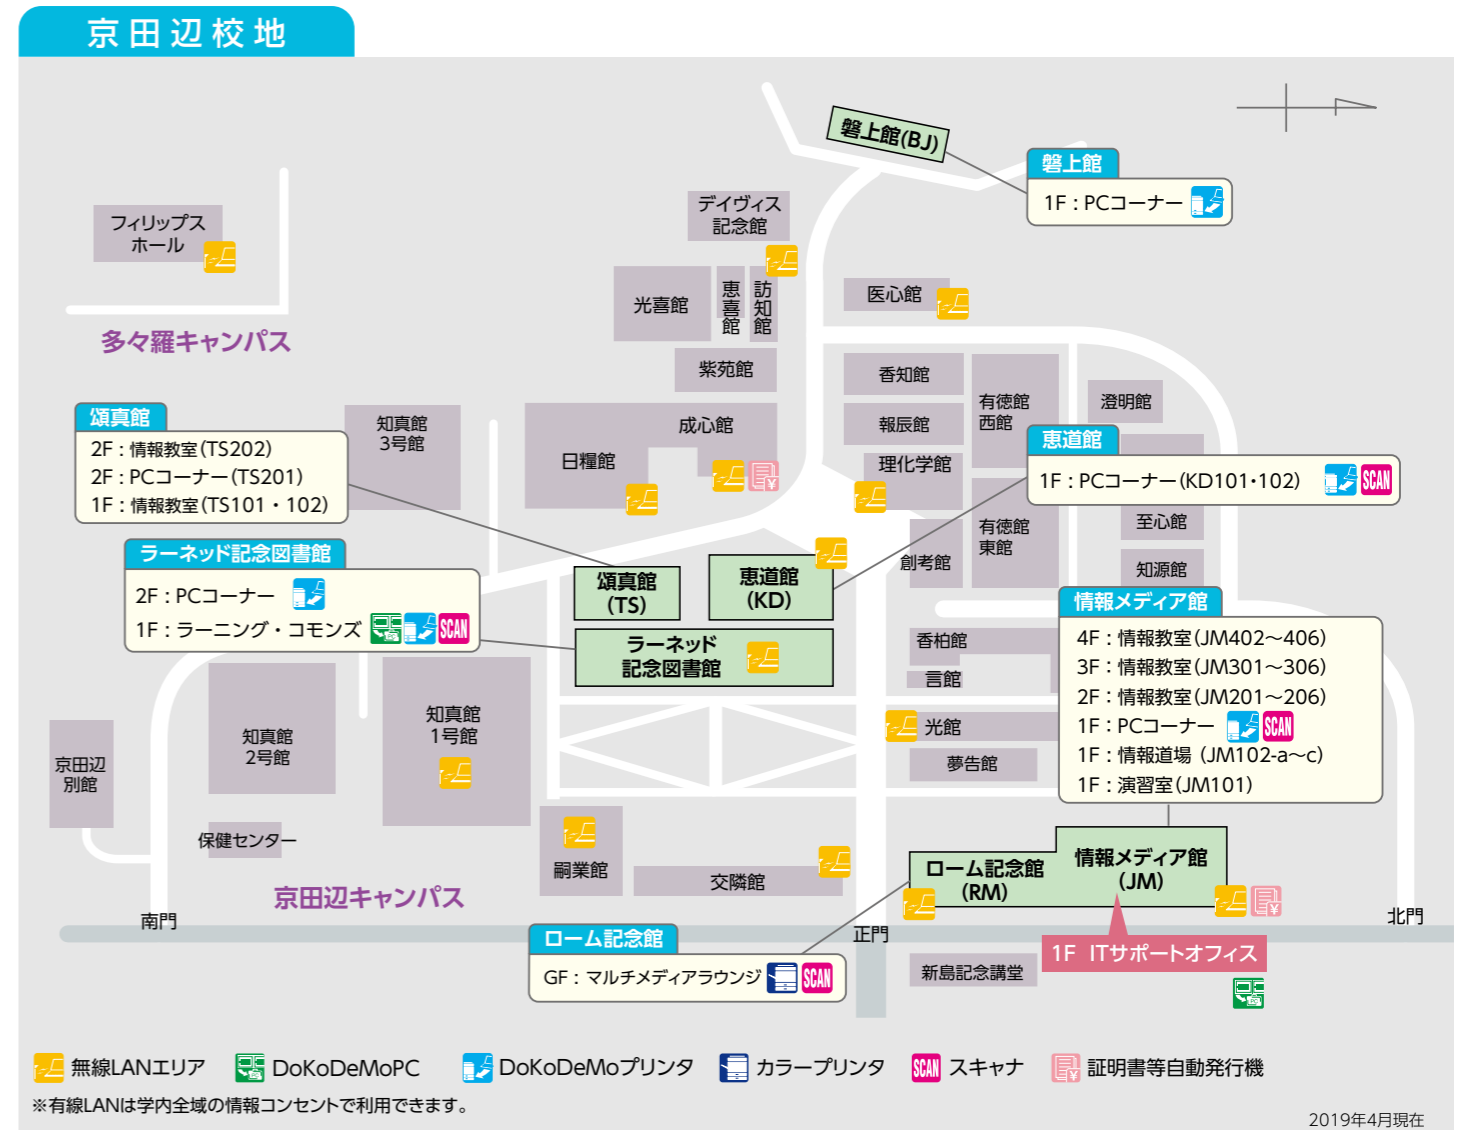 京田辺校地
磐上館(BJ)
磐上館
1F：PCコーナー
デイヴィス
記念館
フィリップス
ホール
光喜館
恵喜館
訪知館
医心館
多々羅キャンパス
紫苑館
香知館
有徳館
西館
澄明館
頌真館
2F：情報教室(TS202)
2F：PCコーナー(TS201)
1F：情報教室(TS101・102)
知真館
3号館
成心館
日糧館
報辰館
理化学館
恵道館
1F：PCコーナー(KD101・102)
SCAN
至心館
有徳館
東館
創考館
知源館
ラーネッド記念図書館
2F：PCコーナー
1F：ラーニング・コモンズ
SCAN
頌真館
(TS)
恵道館
(KD)
ラーネッド
記念図書館
香柏館
言館
光館
夢告館
情報メディア館
4F：情報教室(JM402～406)
3F：情報教室(JM301～306)
2F：情報教室(JM201～206)
1F：PCコーナー
SCAN
1F：情報道場 (JM102-a～c)
1F：演習室(JM101)
京田辺
別館
知真館
2号館
知真館
1号館
保健センター
京田辺キャンパス
嗣業館
交隣館
ローム記念館
(RM)
情報メディア館
(JM)
南門
正門
北門
ローム記念館
GF：マルチメディアラウンジ
SCAN
1F ITサポートオフィス
新島記念講堂
無線LANエリア
DoKoDeMoPC
DoKoDeMoプリンタ
カラープリンタ
SCAN スキャナ
証明書等自動発行機
※有線LANは学内全域の情報コンセントで利用できます。
2019年4月現在